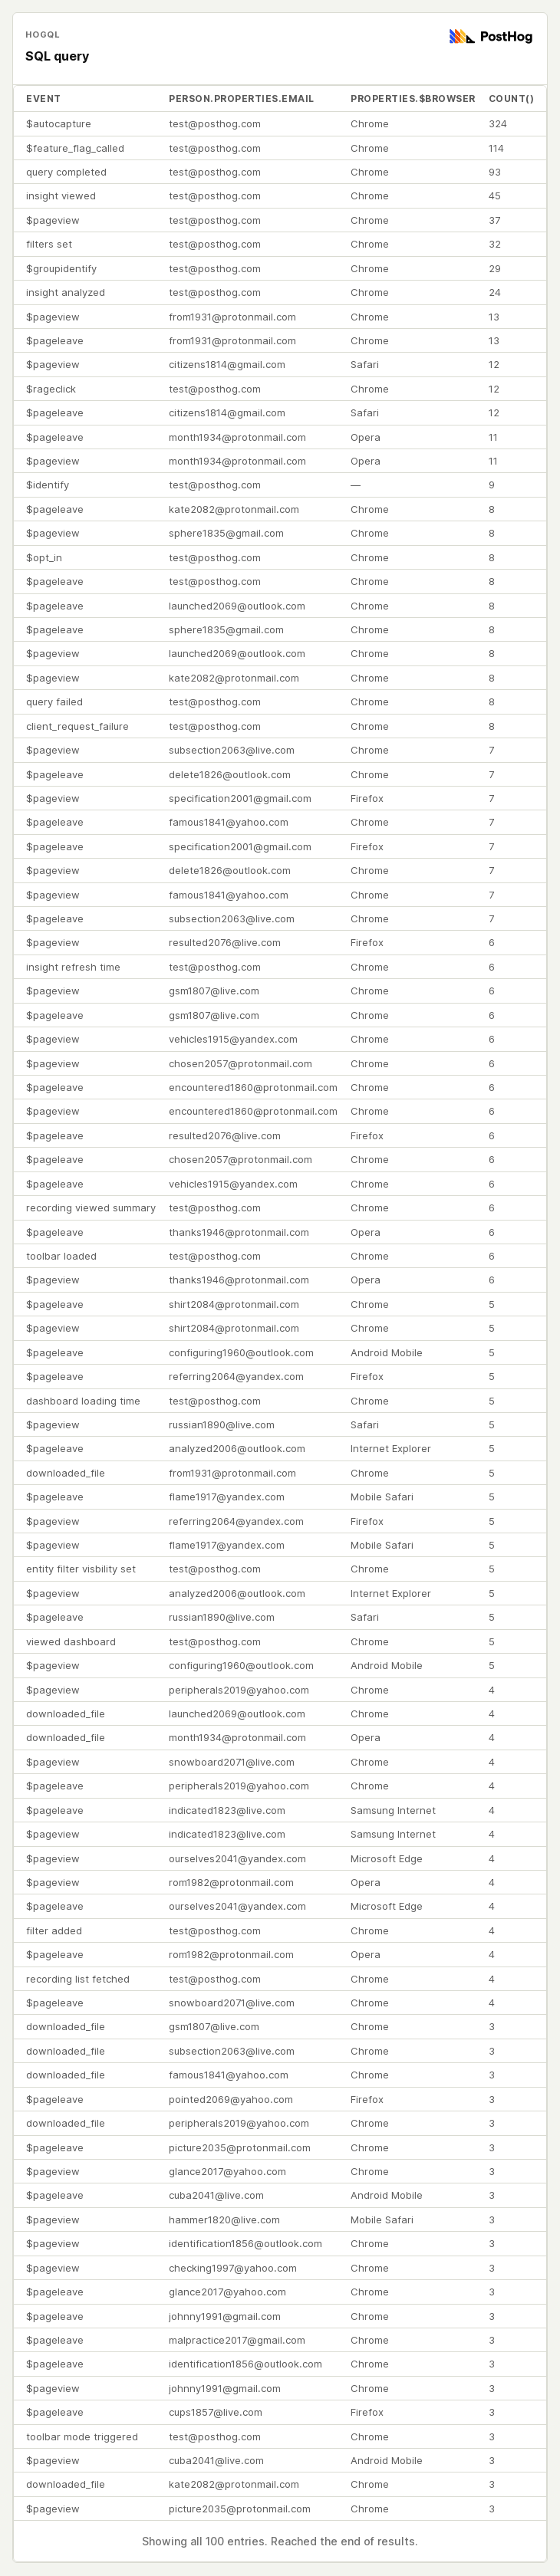 HOGQL
PostHog
SQL query
EVENT PERSON.PROPERTIES.EMAIL PROPERTIES.$BROWSER COUNT()
$autocapture test@posthog.com Chrome 324
$feature_flag_called test@posthog.com Chrome 114
query completed test@posthog.com Chrome 93
insight viewed test@posthog.com Chrome 45
$pageview test@posthog.com Chrome 37
filters set test@posthog.com Chrome 32
$groupidentify test@posthog.com Chrome 29
insight analyzed test@posthog.com Chrome 24
$pageview from1931@protonmail.com Chrome 13
$pageleave from1931@protonmail.com Chrome 13
$pageview citizens1814@gmail.com Safari 12
$rageclick test@posthog.com Chrome 12
$pageleave citizens1814@gmail.com Safari 12
$pageleave month1934@protonmail.com Opera 11
$pageview month1934@protonmail.com Opera 11
$identify test@posthog.com — 9
$pageleave kate2082@protonmail.com Chrome 8
$pageview sphere1835@gmail.com Chrome 8
$opt_in test@posthog.com Chrome 8
$pageleave test@posthog.com Chrome 8
$pageleave launched2069@outlook.com Chrome 8
$pageleave sphere1835@gmail.com Chrome 8
$pageview launched2069@outlook.com Chrome 8
$pageview kate2082@protonmail.com Chrome 8
query failed test@posthog.com Chrome 8
client_request_failure test@posthog.com Chrome 8
$pageview subsection2063@live.com Chrome 7
$pageleave delete1826@outlook.com Chrome 7
$pageview specification2001@gmail.com Firefox 7
$pageleave famous1841@yahoo.com Chrome 7
$pageleave specification2001@gmail.com Firefox 7
$pageview delete1826@outlook.com Chrome 7
$pageview famous1841@yahoo.com Chrome 7
$pageleave subsection2063@live.com Chrome 7
$pageview resulted2076@live.com Firefox 6
insight refresh time test@posthog.com Chrome 6
$pageview gsm1807@live.com Chrome 6
$pageleave gsm1807@live.com Chrome 6
$pageview vehicles1915@yandex.com Chrome 6
$pageview chosen2057@protonmail.com Chrome 6
$pageleave encountered1860@protonmail.com Chrome 6
$pageview encountered1860@protonmail.com Chrome 6
$pageleave resulted2076@live.com Firefox 6
$pageleave chosen2057@protonmail.com Chrome 6
$pageleave vehicles1915@yandex.com Chrome 6
recording viewed summary test@posthog.com Chrome 6
$pageleave thanks1946@protonmail.com Opera 6
toolbar loaded test@posthog.com Chrome 6
$pageview thanks1946@protonmail.com Opera 6
$pageleave shirt2084@protonmail.com Chrome 5
$pageview shirt2084@protonmail.com Chrome 5
$pageleave configuring1960@outlook.com Android Mobile 5
$pageleave referring2064@yandex.com Firefox 5
dashboard loading time test@posthog.com Chrome 5
$pageview russian1890@live.com Safari 5
$pageleave analyzed2006@outlook.com Internet Explorer 5
downloaded_file from1931@protonmail.com Chrome 5
$pageleave flame1917@yandex.com Mobile Safari 5
$pageview referring2064@yandex.com Firefox 5
$pageview flame1917@yandex.com Mobile Safari 5
entity filter visbility set test@posthog.com Chrome 5
$pageview analyzed2006@outlook.com Internet Explorer 5
$pageleave russian1890@live.com Safari 5
viewed dashboard test@posthog.com Chrome 5
$pageview configuring1960@outlook.com Android Mobile 5
$pageview peripherals2019@yahoo.com Chrome 4
downloaded_file launched2069@outlook.com Chrome 4
downloaded_file month1934@protonmail.com Opera 4
$pageview snowboard2071@live.com Chrome 4
$pageleave peripherals2019@yahoo.com Chrome 4
$pageleave indicated1823@live.com Samsung Internet 4
$pageview indicated1823@live.com Samsung Internet 4
$pageview ourselves2041@yandex.com Microsoft Edge 4
$pageview rom1982@protonmail.com Opera 4
$pageleave ourselves2041@yandex.com Microsoft Edge 4
filter added test@posthog.com Chrome 4
$pageleave rom1982@protonmail.com Opera 4
recording list fetched test@posthog.com Chrome 4
$pageleave snowboard2071@live.com Chrome 4
downloaded_file gsm1807@live.com Chrome 3
downloaded_file subsection2063@live.com Chrome 3
downloaded_file famous1841@yahoo.com Chrome 3
$pageleave pointed2069@yahoo.com Firefox 3
downloaded_file peripherals2019@yahoo.com Chrome 3
$pageleave picture2035@protonmail.com Chrome 3
$pageview glance2017@yahoo.com Chrome 3
$pageleave cuba2041@live.com Android Mobile 3
$pageview hammer1820@live.com Mobile Safari 3
$pageview identification1856@outlook.com Chrome 3
$pageview checking1997@yahoo.com Chrome 3
$pageleave glance2017@yahoo.com Chrome 3
$pageleave johnny1991@gmail.com Chrome 3
$pageleave malpractice2017@gmail.com Chrome 3
$pageleave identification1856@outlook.com Chrome 3
$pageview johnny1991@gmail.com Chrome 3
$pageleave cups1857@live.com Firefox 3
toolbar mode triggered test@posthog.com Chrome 3
$pageview cuba2041@live.com Android Mobile 3
downloaded_file kate2082@protonmail.com Chrome 3
$pageview picture2035@protonmail.com Chrome 3
Showing all 100 entries. Reached the end of results.